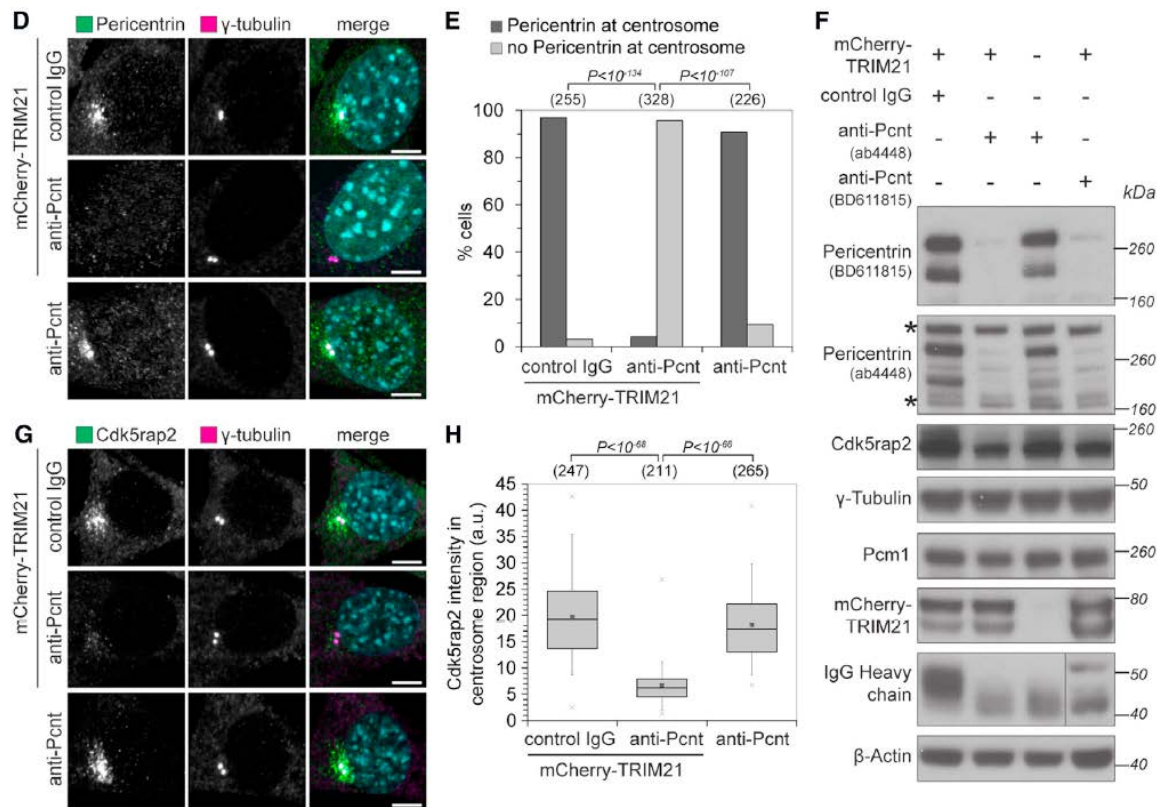 D
Pericentrin γ-tubulin merge
mCherry-TRIM21
control IgG
anti-Pcnt
anti-Pcnt
E
Pericentrin at centrosome
no Pericentrin at centrosome
P<10⁻¹³⁴ P<10⁻¹⁰⁷
(255) (328) (226)
% cells
100
80
60
40
20
0
control IgG anti-Pcnt anti-Pcnt
mCherry-TRIM21
F
mCherry-TRIM21 + + - +
control IgG + - - -
anti-Pcnt (ab4448) - + + -
anti-Pcnt (BD611815) - - - +
kDa
Pericentrin (BD611815)
260
160
* Pericentrin (ab4448)
260
* 160
Cdk5rap2 260
γ-Tubulin 50
Pcm1 260
mCherry-TRIM21 80
60
IgG Heavy chain 50
40
β-Actin 40
G
Cdk5rap2 γ-tubulin merge
mCherry-TRIM21
control IgG
anti-Pcnt
anti-Pcnt
H
P<10⁻⁶⁸ P<10⁻⁶⁶
(247) (211) (265)
Cdk5rap2 intensity in
centrosome region (a.u.)
45
40
35
30
25
20
15
10
5
0
control IgG anti-Pcnt anti-Pcnt
mCherry-TRIM21